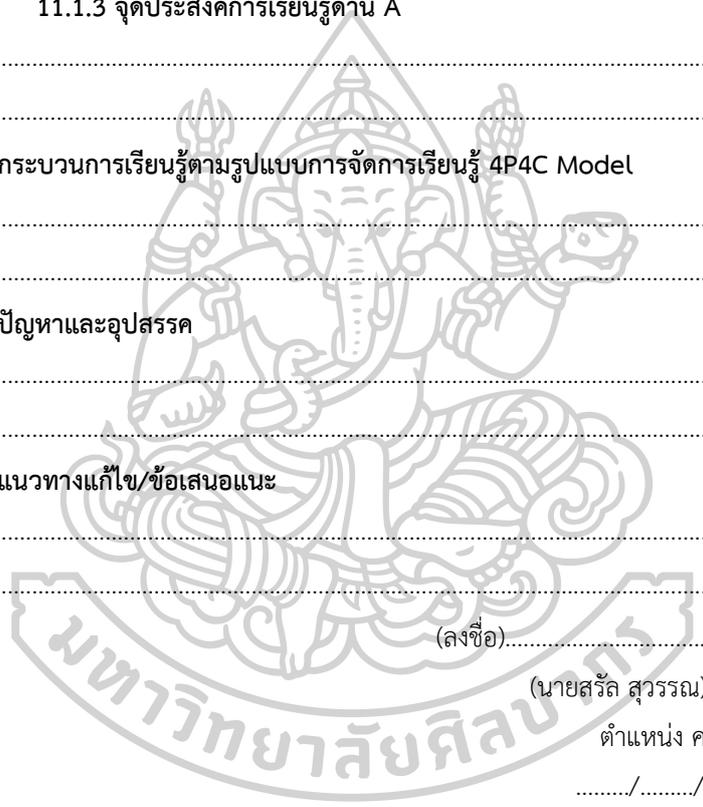 11.1.3 จุดประสงค์การเรียนรู้ด้าน A
................................................................................
................................................................................
กระบวนการเรียนรู้ตามรูปแบบการจัดการเรียนรู้ 4P4C Model
................................................................................
................................................................................
ปัญหาและอุปสรรค
................................................................................
................................................................................
แนวทางแก้ไข/ข้อเสนอแนะ
................................................................................
................................................................................
(ลงชื่อ)..............................
(นายสรัล สุวรรณ)
ตำแหน่ง ค
........./........./
มหาวิทยาลัยศิลปากร